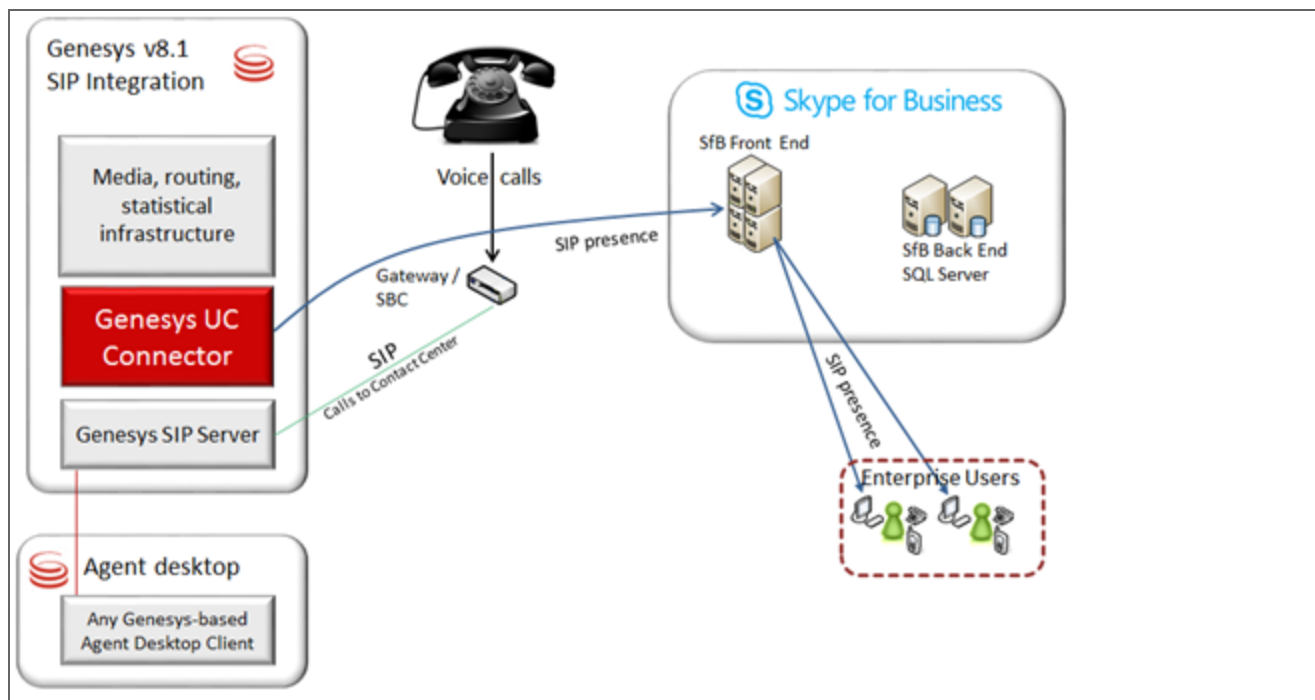 Genesys v8.1
SIP Integration
Media, routing,
statistical
infrastructure
Genesys UC
Connector
Genesys SIP Server
Agent desktop
Any Genesys-based
Agent Desktop Client
Voice calls
Gateway /
SBC
SIP
Calls to Contact Center
SIP presence
S Skype for Business
SfB Front End
SfB Back End
SQL Server
SIP presence
Enterprise Users